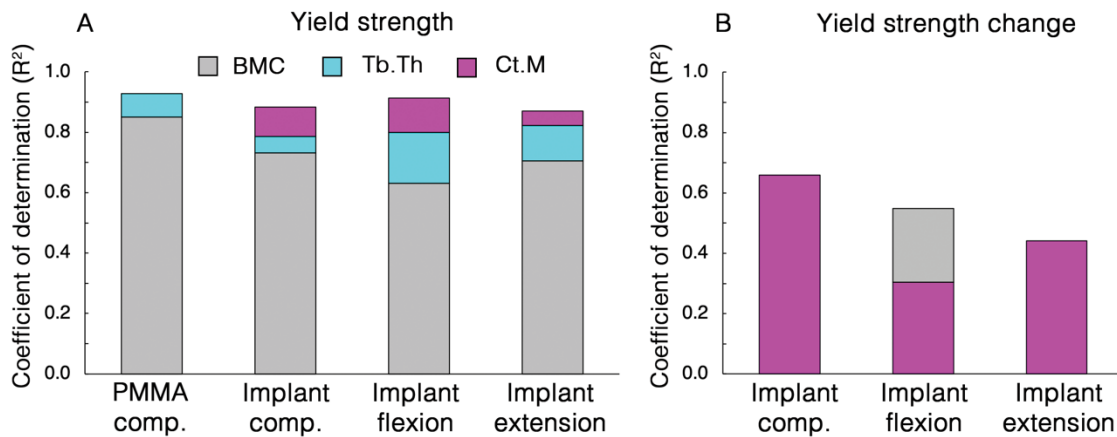 A
Yield strength
Coefficient of determination (R²)
BMC
Tb.Th
Ct.M
1.0
0.8
0.6
0.4
0.2
0.0
PMMA
comp.
Implant
comp.
Implant
flexion
Implant
extension
B
Yield strength change
Coefficient of determination (R²)
1.0
0.8
0.6
0.4
0.2
0.0
Implant
comp.
Implant
flexion
Implant
extension